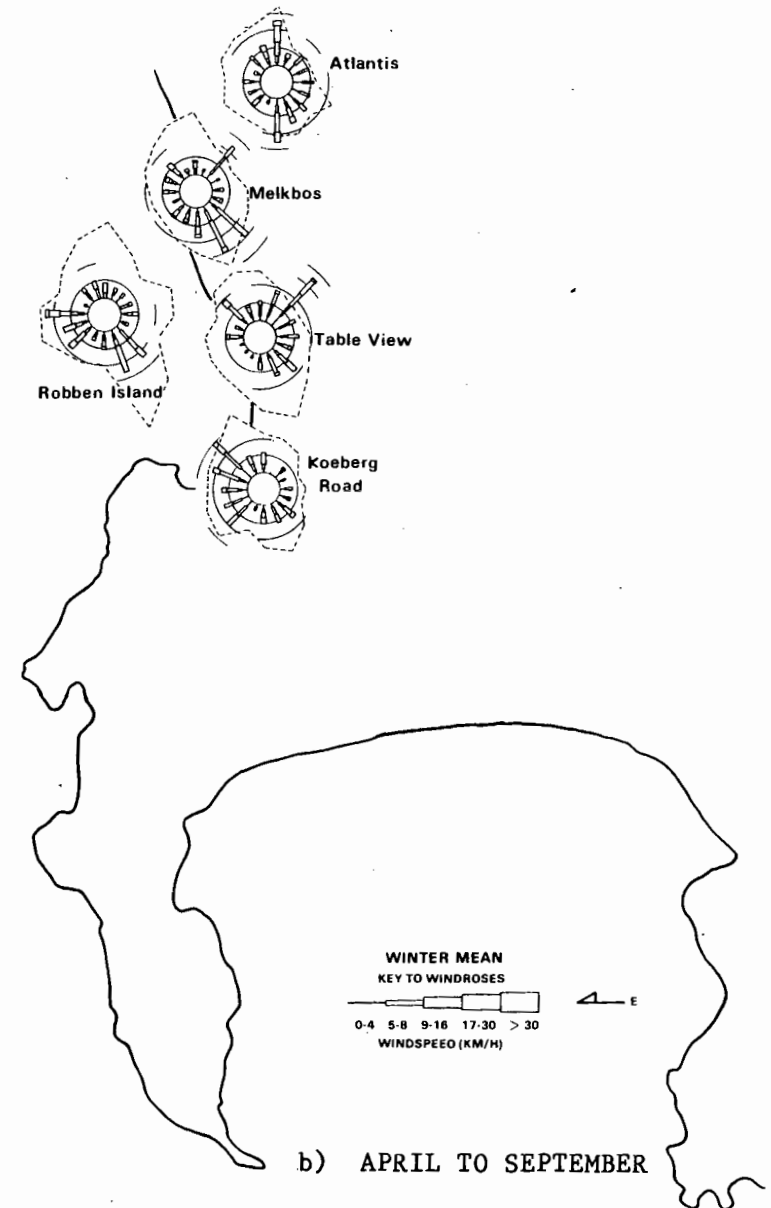 Atlantis
Melkbos
Table View
Robben Island
Koeberg
Road
WINTER MEAN
KEY TO WINDROSES
E
0-4 5-8 9-16 17-30 > 30
WINDSPEED (KM/H)
b) APRIL TO SEPTEMBER